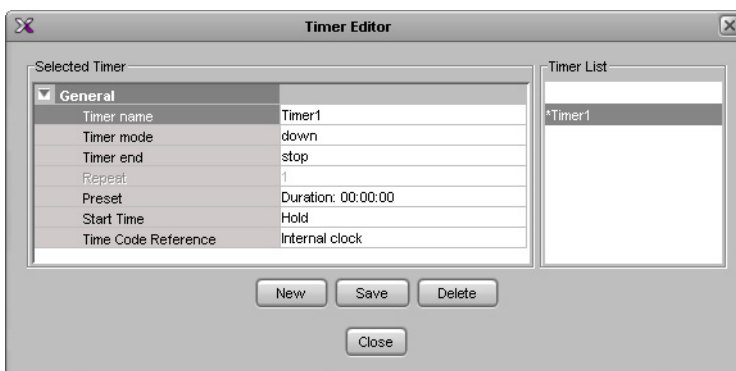 Timer Editor
Selected Timer
Timer List
General
Timer name Timer1
Timer mode down
Timer end stop
Repeat 1
Preset Duration: 00:00:00
Start Time Hold
Time Code Reference Internal clock
*Timer1
New Save Delete
Close